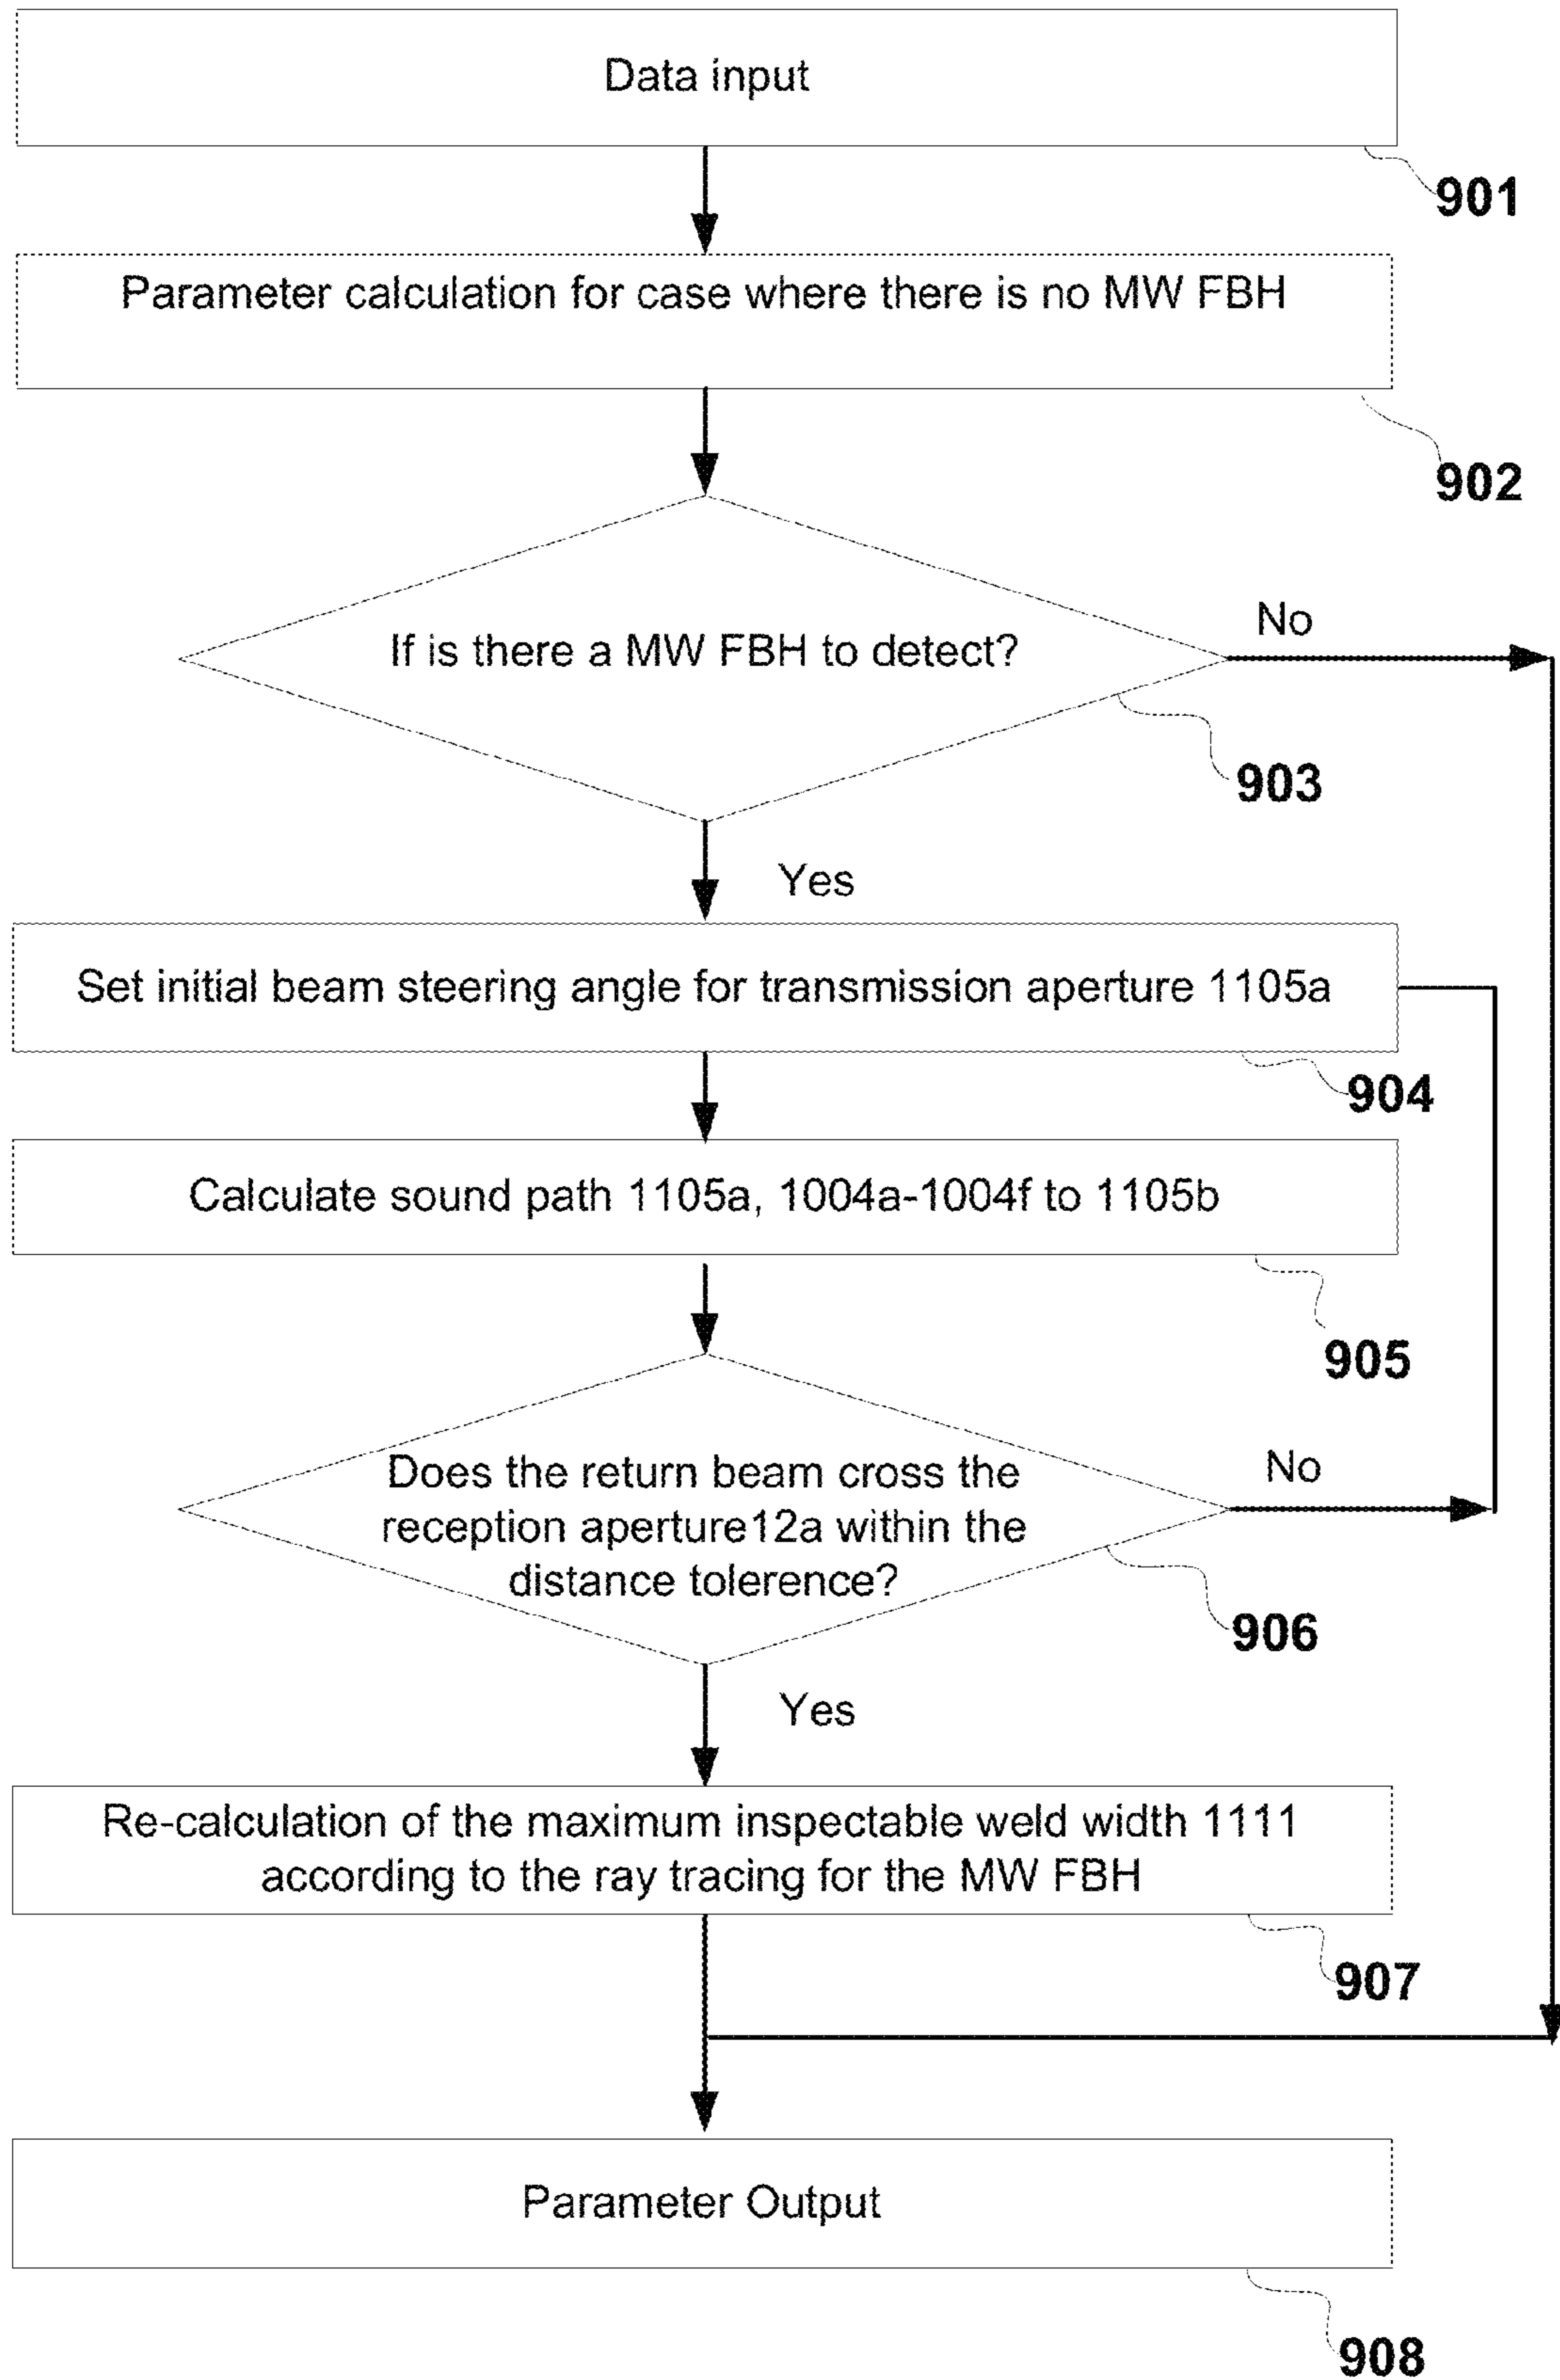 Data input
901
Parameter calculation for case where there is no MW FBH
902
If is there a MW FBH to detect?
No
903
Yes
Set initial beam steering angle for transmission aperture 1105a
904
Calculate sound path 1105a, 1004a-1004f to 1105b
905
Does the return beam cross the
reception aperture12a within the
distance tolerence?
No
906
Yes
Re-calculation of the maximum inspectable weld width 1111
according to the ray tracing for the MW FBH
907
Parameter Output
908